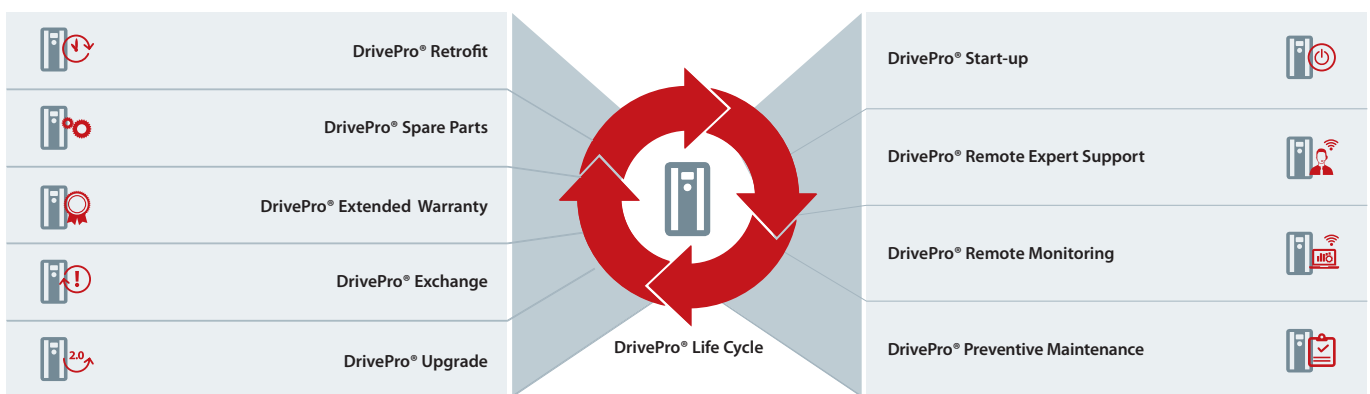 DrivePro® Retrofit
DrivePro® Spare Parts
DrivePro® Extended Warranty
DrivePro® Exchange
2.0
DrivePro® Upgrade
DrivePro® Life Cycle
DrivePro® Start-up
DrivePro® Remote Expert Support
DrivePro® Remote Monitoring
DrivePro® Preventive Maintenance